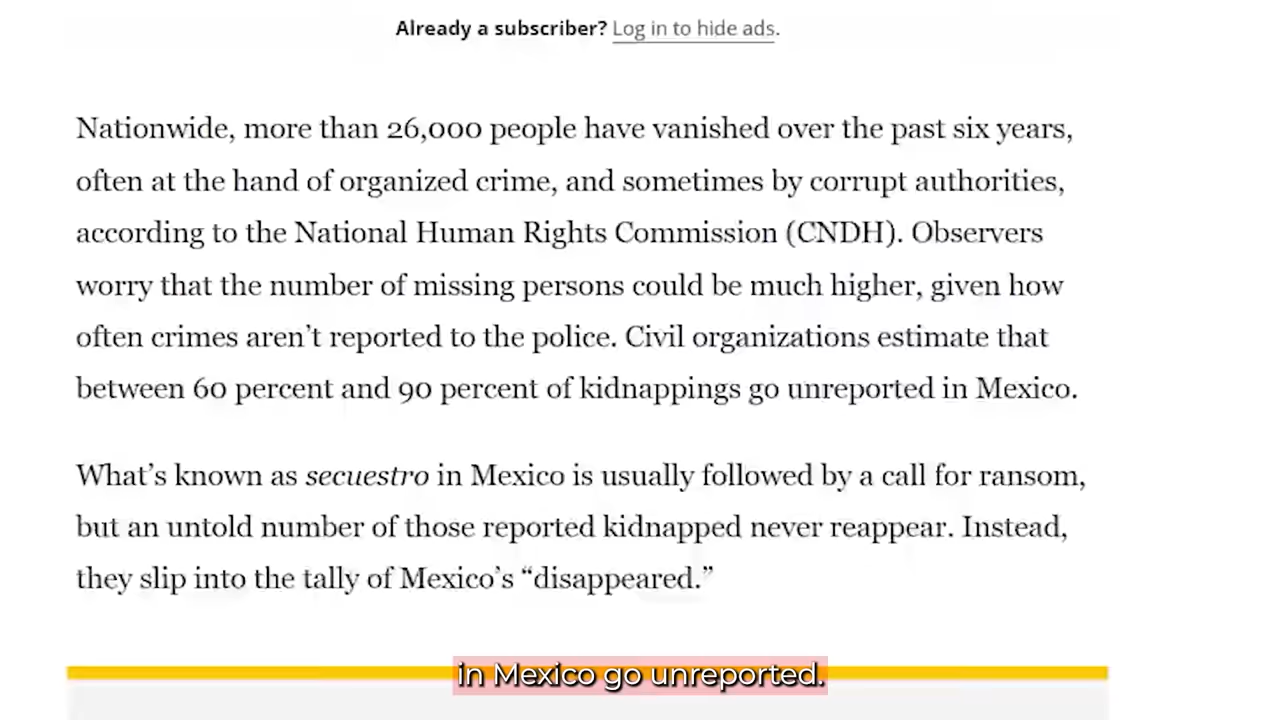 Already a subscriber? Log in to hide ads.
Nationwide, more than 26,000 people have vanished over the past six years,
often at the hand of organized crime, and sometimes by corrupt authorities,
according to the National Human Rights Commission (CNDH). Observers
worry that the number of missing persons could be much higher, given how
often crimes aren’t reported to the police. Civil organizations estimate that
between 60 percent and 90 percent of kidnappings go unreported in Mexico.
What’s known as secuestro in Mexico is usually followed by a call for ransom,
but an untold number of those reported kidnapped never reappear. Instead,
they slip into the tally of Mexico’s “disappeared.”
in Mexico go unreported.